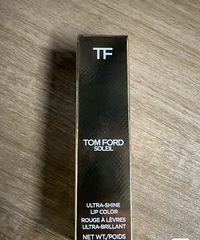 TF
TOM FORD
SOLEIL
ULTRA-SHINE
LIP COLOR
ROUGE À LÈVRES
ULTRA-BRILLANT
NET WT./POIDS